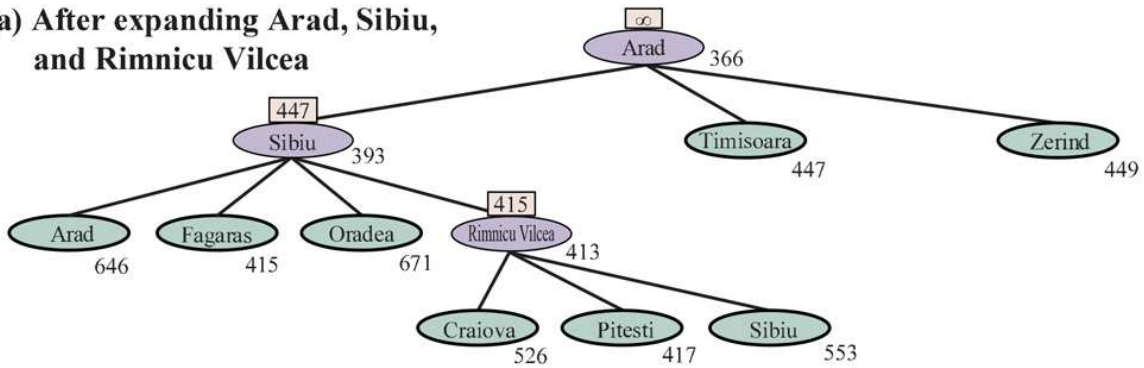 a) After expanding Arad, Sibiu,
and Rimnicu Vilcea
∞
Arad
366
447
Sibiu
393
Timisoara
447
Zerind
449
Arad
646
Fagaras
415
Oradea
671
415
Rimnicu Vilcea
413
Craiova
526
Pitesti
417
Sibiu
553